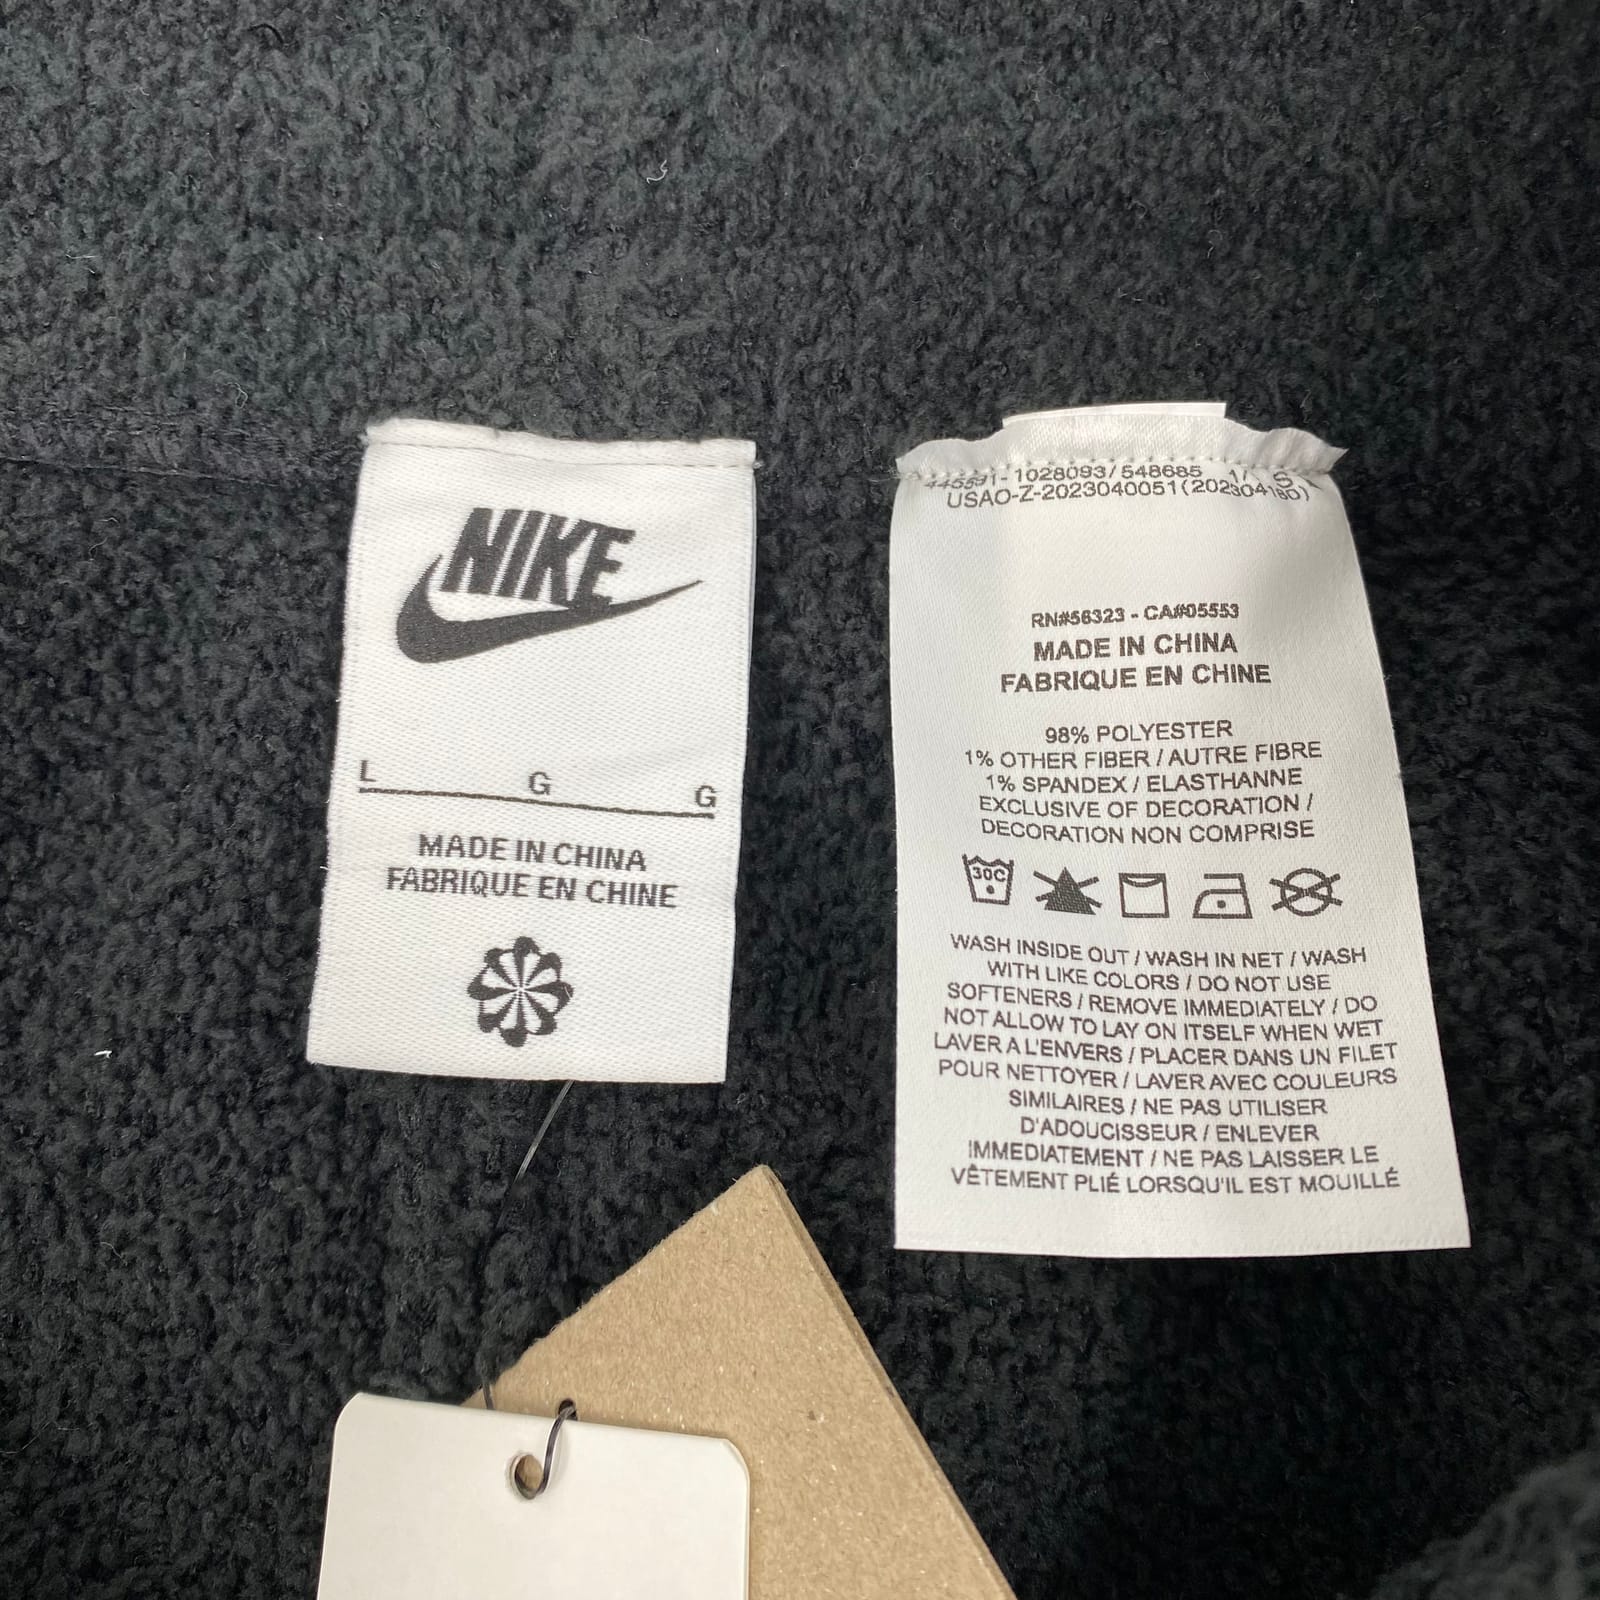 NIKE
L G G
MADE IN CHINA
FABRIQUE EN CHINE
1028093/548685 1/
USAO-Z-2023040051(20230418D)
RN#56323 - CA#05553
MADE IN CHINA
FABRIQUE EN CHINE
98% POLYESTER
1% OTHER FIBER / AUTRE FIBRE
1% SPANDEX / ELASTHANNE
EXCLUSIVE OF DECORATION /
DECORATION NON COMPRISE
30C
WASH INSIDE OUT / WASH IN NET / WASH
WITH LIKE COLORS / DO NOT USE
SOFTENERS / REMOVE IMMEDIATELY / DO
NOT ALLOW TO LAY ON ITSELF WHEN WET
LAVER A L'ENVERS / PLACER DANS UN FILET
POUR NETTOYER / LAVER AVEC COULEURS
SIMILAIRES / NE PAS UTILISER
D'ADOUCISSEUR / ENLEVER
IMMEDIATEMENT / NE PAS LAISSER LE
VÊTEMENT PLIÉ LORSQU'IL EST MOUILLÉ